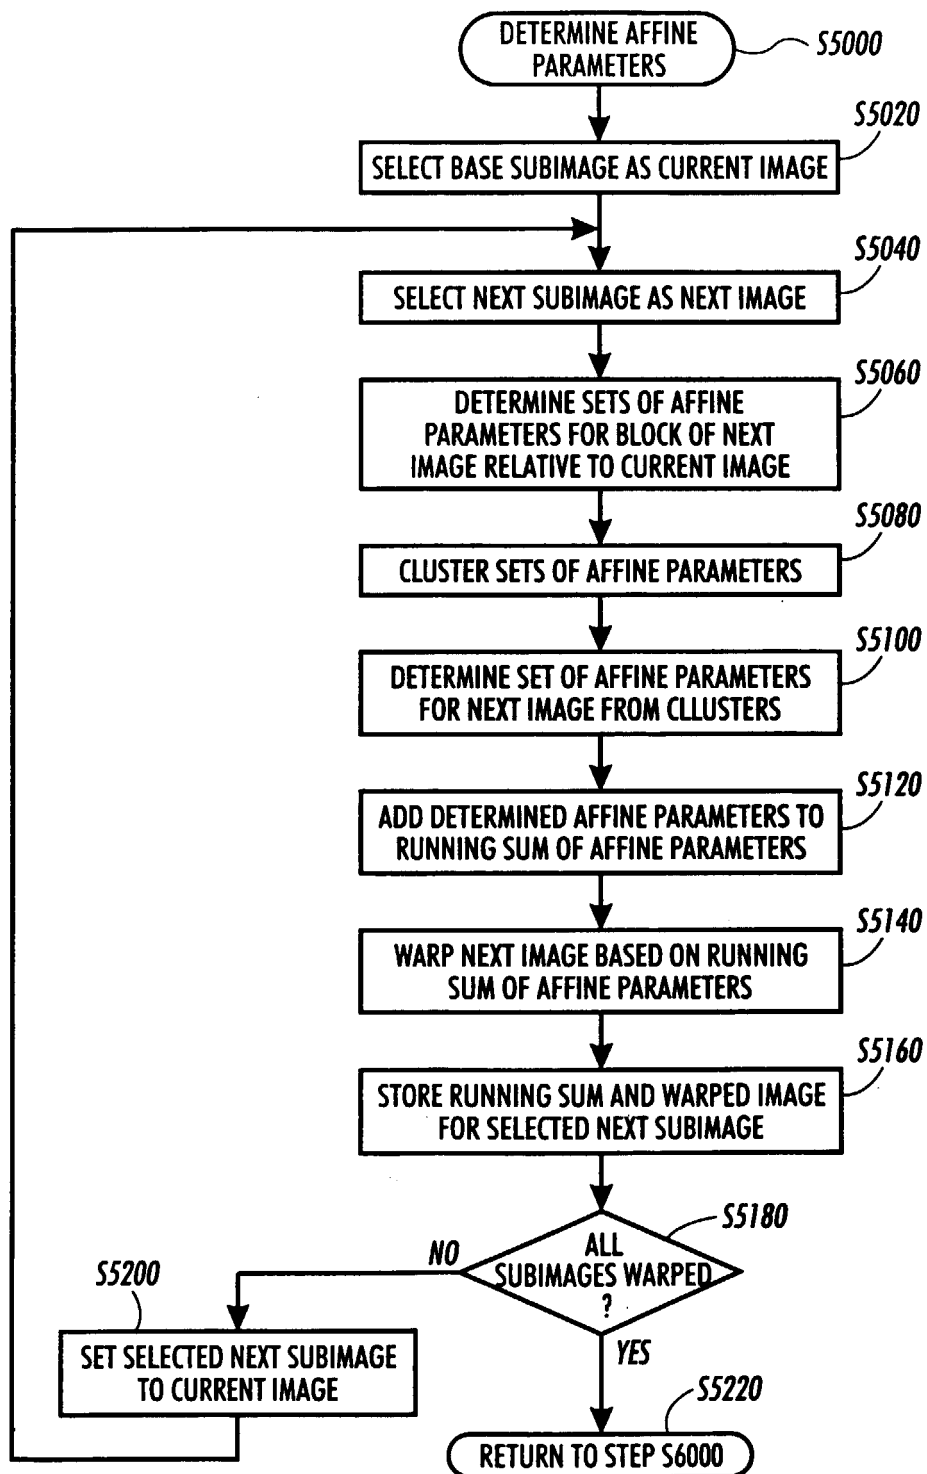 DETERMINE AFFINE
PARAMETERS
S5000
S5020
SELECT BASE SUBIMAGE AS CURRENT IMAGE
S5040
SELECT NEXT SUBIMAGE AS NEXT IMAGE
S5060
DETERMINE SETS OF AFFINE
PARAMETERS FOR BLOCK OF NEXT
IMAGE RELATIVE TO CURRENT IMAGE
S5080
CLUSTER SETS OF AFFINE PARAMETERS
S5100
DETERMINE SET OF AFFINE PARAMETERS
FOR NEXT IMAGE FROM CLLUSTERS
S5120
ADD DETERMINED AFFINE PARAMETERS TO
RUNNING SUM OF AFFINE PARAMETERS
S5140
WARP NEXT IMAGE BASED ON RUNNING
SUM OF AFFINE PARAMETERS
S5160
STORE RUNNING SUM AND WARPED IMAGE
FOR SELECTED NEXT SUBIMAGE
S5180
ALL
SUBIMAGES WARPED
?
NO
S5200
SET SELECTED NEXT SUBIMAGE
TO CURRENT IMAGE
YES
S5220
RETURN TO STEP S6000